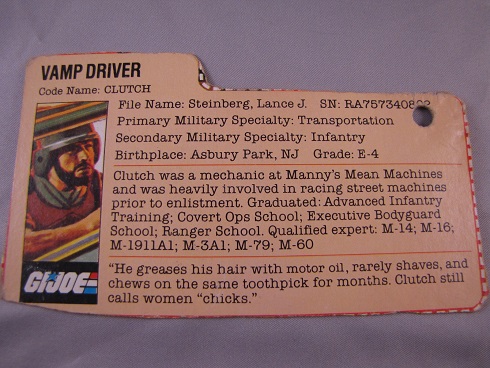 VAMP DRIVER
Code Name: CLUTCH
File Name: Steinberg, Lance J. SN: RA757340802
Primary Military Specialty: Transportation
Secondary Military Specialty: Infantry
Birthplace: Asbury Park, NJ Grade: E-4
Clutch was a mechanic at Manny's Mean Machines
and was heavily involved in racing street machines
prior to enlistment. Graduated: Advanced Infantry
Training; Covert Ops School; Executive Bodyguard
School; Ranger School. Qualified expert: M-14; M-16;
M-1911A1; M-3A1; M-79; M-60
GI JOE
"He greases his hair with motor oil, rarely shaves, and
chews on the same toothpick for months. Clutch still
calls women "chicks."